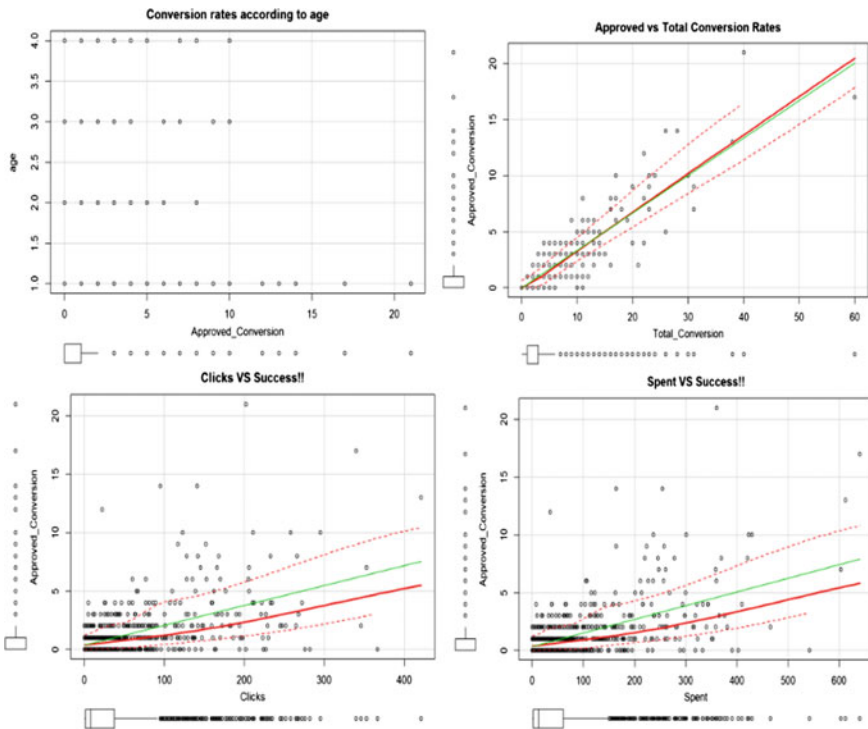 Conversion rates according to age
age
4.0
3.5
3.0
2.5
2.0
1.5
1.0
0 5 10 15 20
Approved_Conversion
Approved vs Total Conversion Rates
Approved_Conversion
20
15
10
5
0
0 10 20 30 40 50 60
Total_Conversion
Clicks VS Success!!
Approved_Conversion
20
15
10
5
0
0 100 200 300 400
Clicks
Spent VS Success!!
Approved_Conversion
20
15
10
5
0
0 100 200 300 400 500 600
Spent